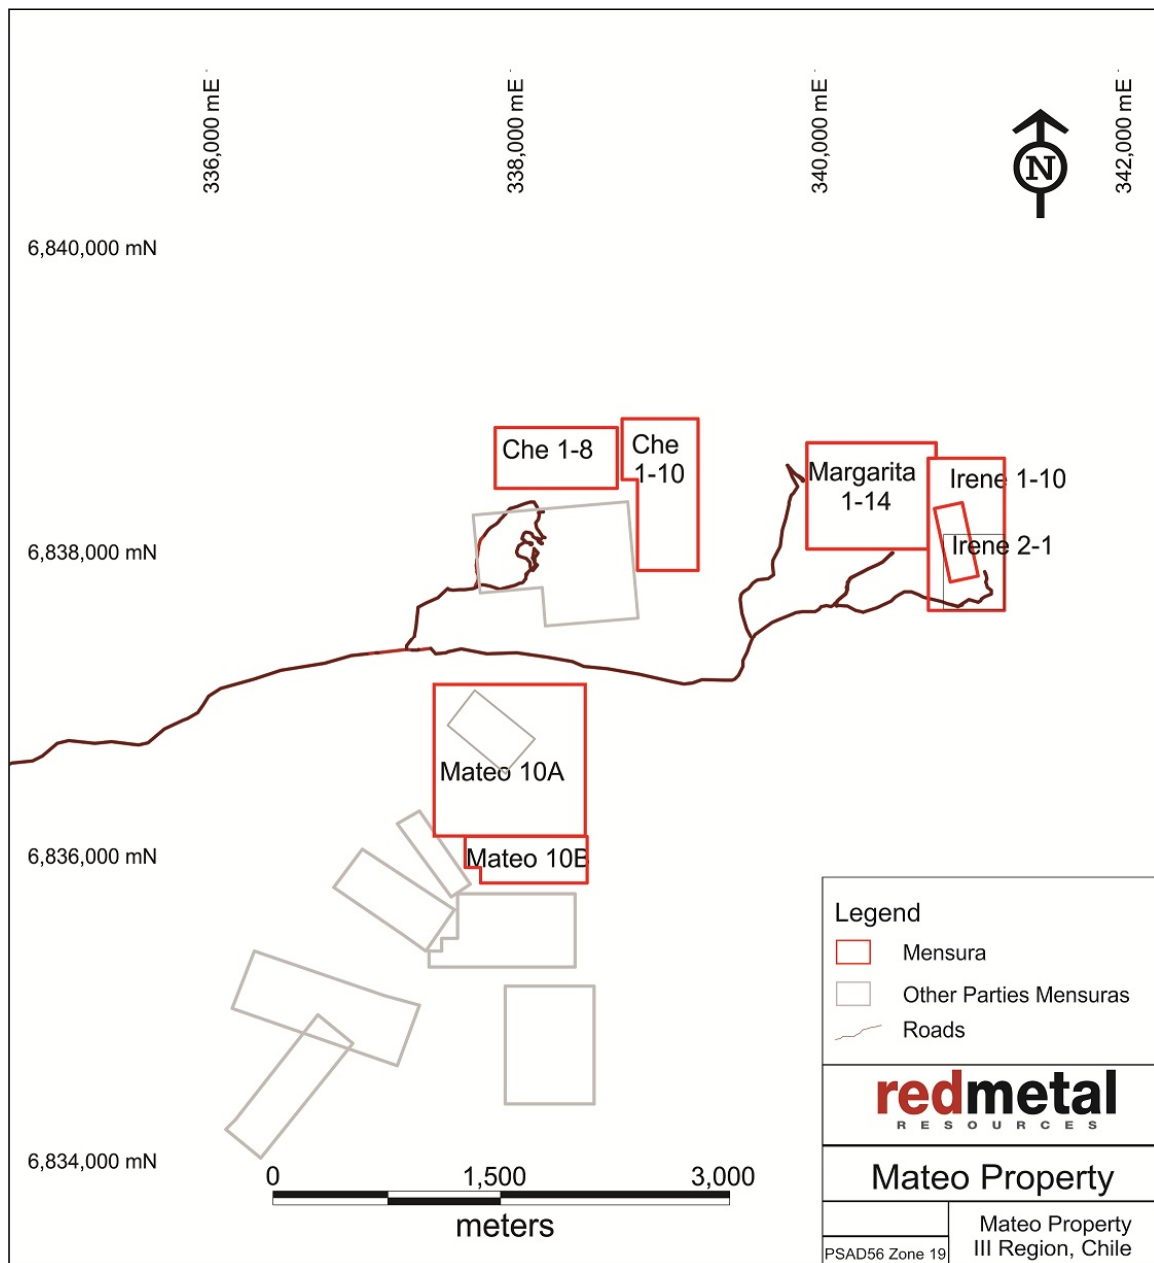 336,000 mE
338,000 mE
340,000 mE
342,000 mE
N
6,840,000 mN
Che 1-8
Che
1-10
Margarita
1-14
Irene 1-10
6,838,000 mN
Irene 2-1
Mateo 10A
6,836,000 mN
Mateo 10B
Legend
Mensura
Other Parties Mensuras
Roads
redmetal
RESOURCES
6,834,000 mN
0 1,500 3,000
meters
Mateo Property
Mateo Property
III Region, Chile
PSAD56 Zone 19